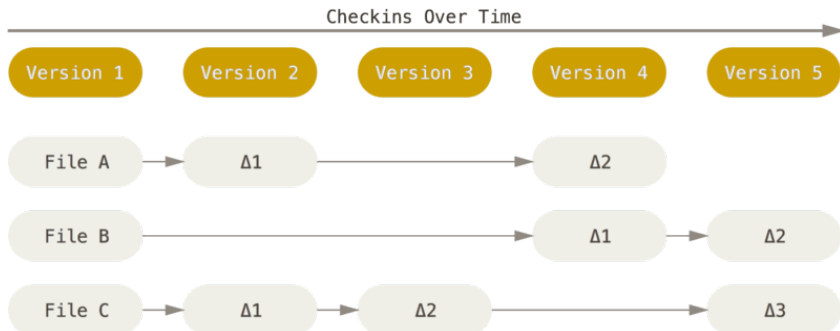 Checkins Over Time
Version 1 Version 2 Version 3 Version 4 Version 5
File A Δ1 Δ2
File B Δ1 Δ2
File C Δ1 Δ2 Δ3